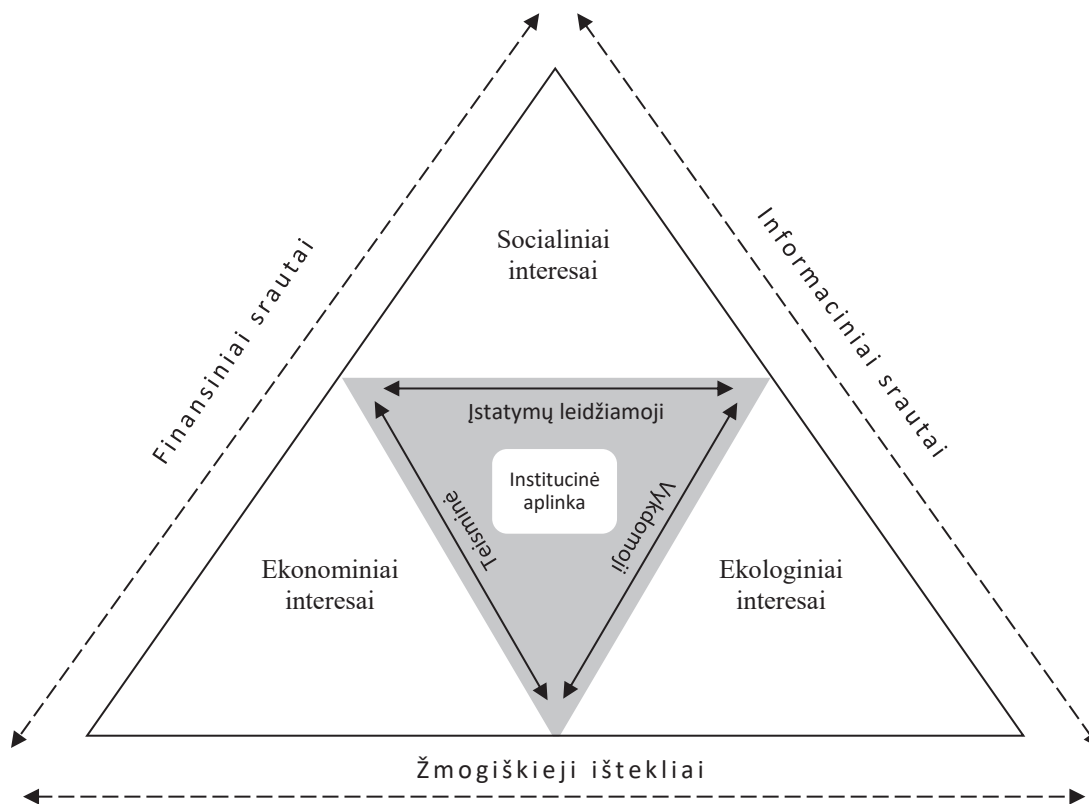 Finansiniai srautai
Informaciniai srautai
Socialiniai
interesai
Įstatymų leidžiamoji
Institucinė
aplinka
Teisminė
Vykdomoji
Ekonominiai
interesai
Ekologiniai
interesai
Žmogiškieji ištekliai